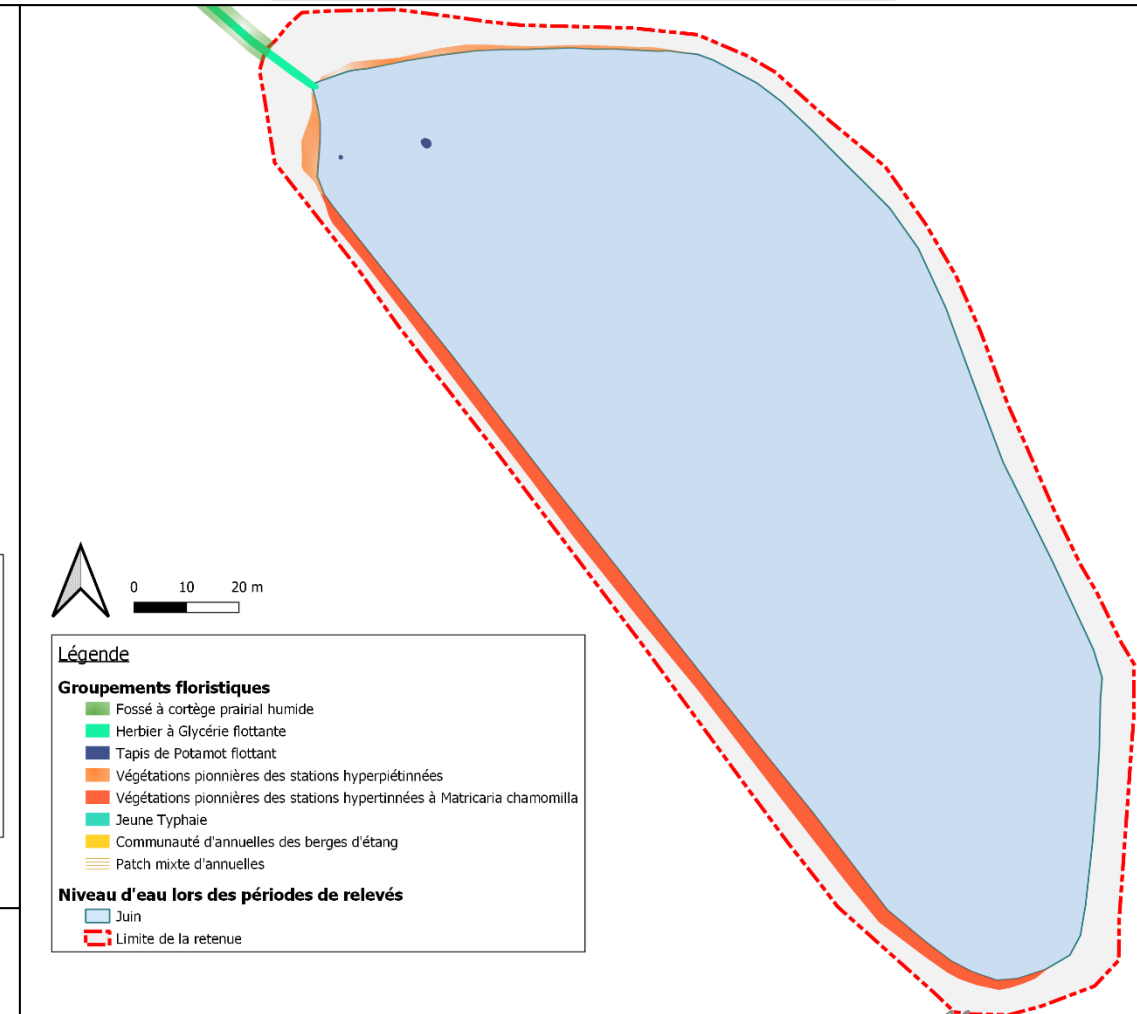 0 10 20 m
Légende
Groupements floristiques
Fossé à cortège prairial humide
Herbier à Glycérie flottante
Tapis de Potamot flottant
Végétations pionnières des stations hyperpiétinnées
Végétations pionnières des stations hypertinnées à Matricaria chamomilla
Jeune Typhaie
Communauté d'annuelles des berges d'étang
Patch mixte d'annuelles
Niveau d'eau lors des périodes de relevés
Juin
Limite de la retenue